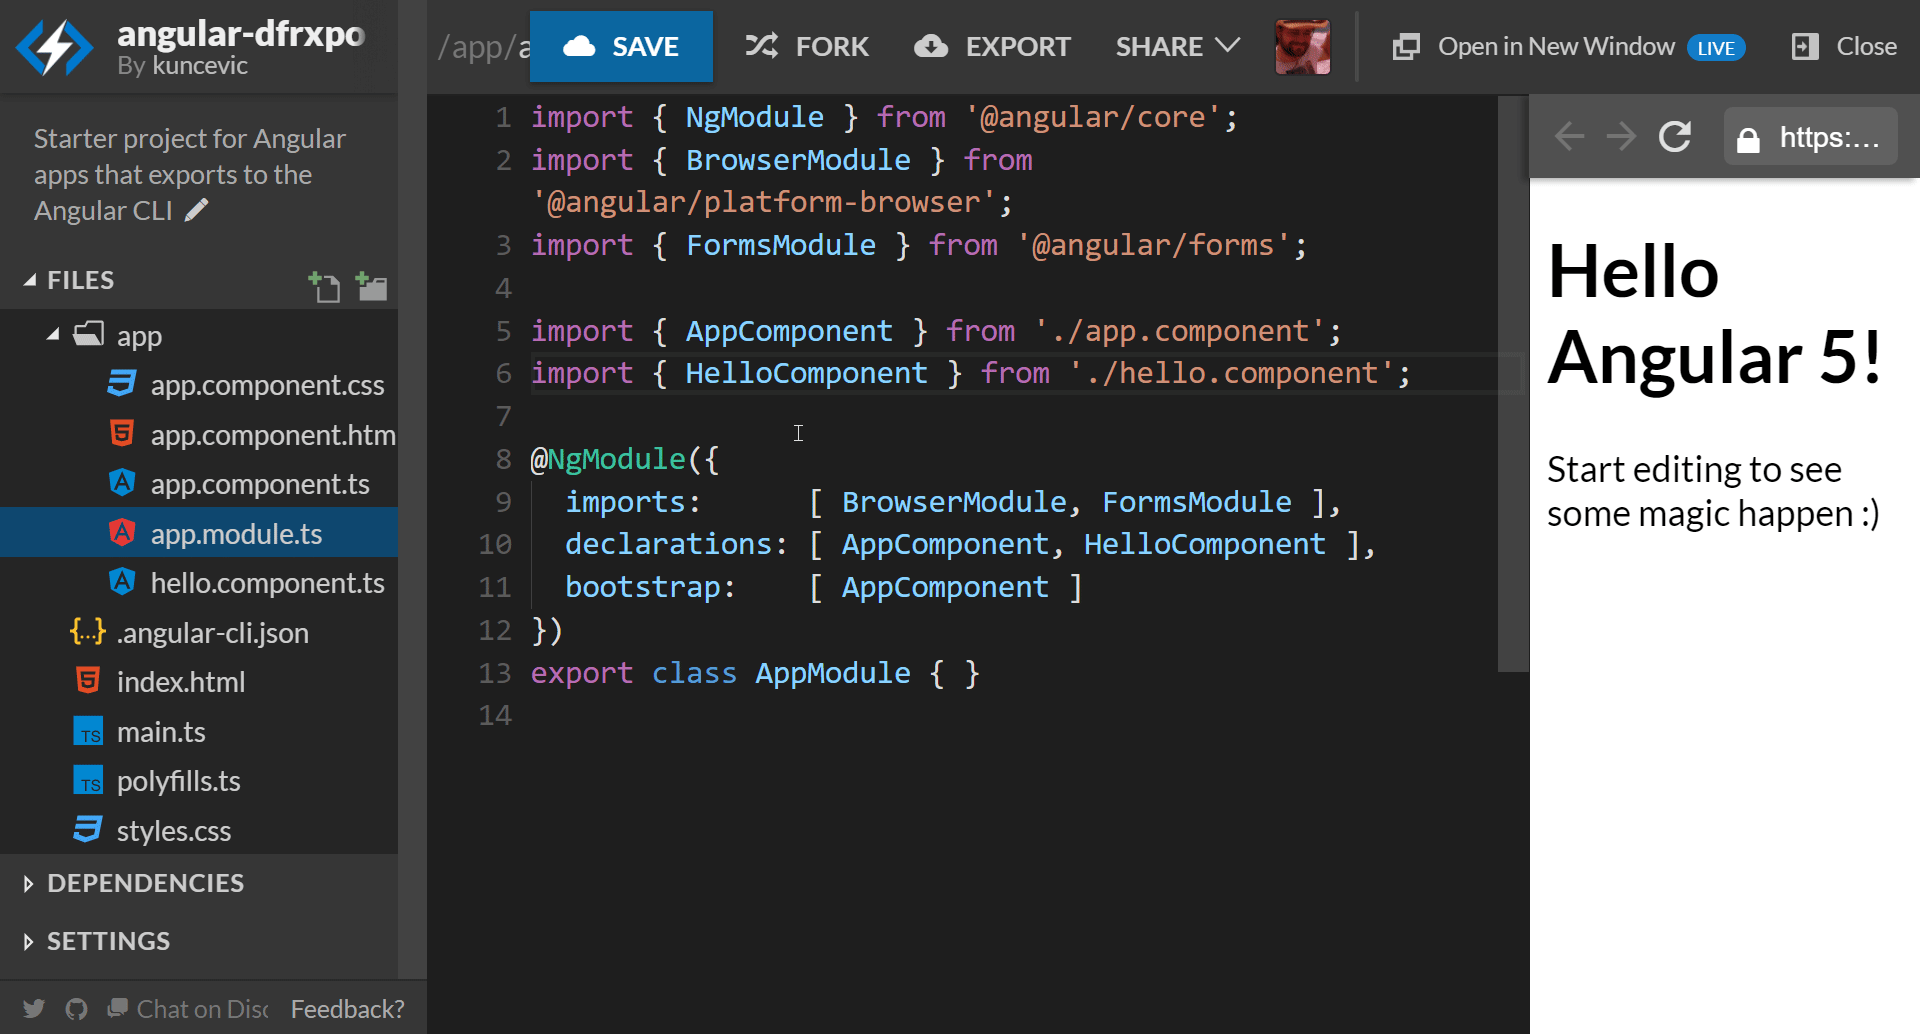 angular-dfrxpo
By kuncevic
Starter project for Angular
apps that exports to the
Angular CLI
FILES
app
app.component.css
app.component.htm
app.component.ts
app.module.ts
hello.component.ts
{...} .angular-cli.json
index.html
TS main.ts
TS polyfills.ts
styles.css
DEPENDENCIES
SETTINGS
Chat on Disc Feedback?
/app/a SAVE FORK EXPORT SHARE Open in New Window LIVE Close
1 import { NgModule } from '@angular/core';
2 import { BrowserModule } from
'@angular/platform-browser';
3 import { FormsModule } from '@angular/forms';
4
5 import { AppComponent } from './app.component';
6 import { HelloComponent } from './hello.component';
7
8 @NgModule({
9 imports: [ BrowserModule, FormsModule ],
10 declarations: [ AppComponent, HelloComponent ],
11 bootstrap: [ AppComponent ]
12 })
13 export class AppModule { }
14
https:...
Hello
Angular 5!
Start editing to see
some magic happen :)